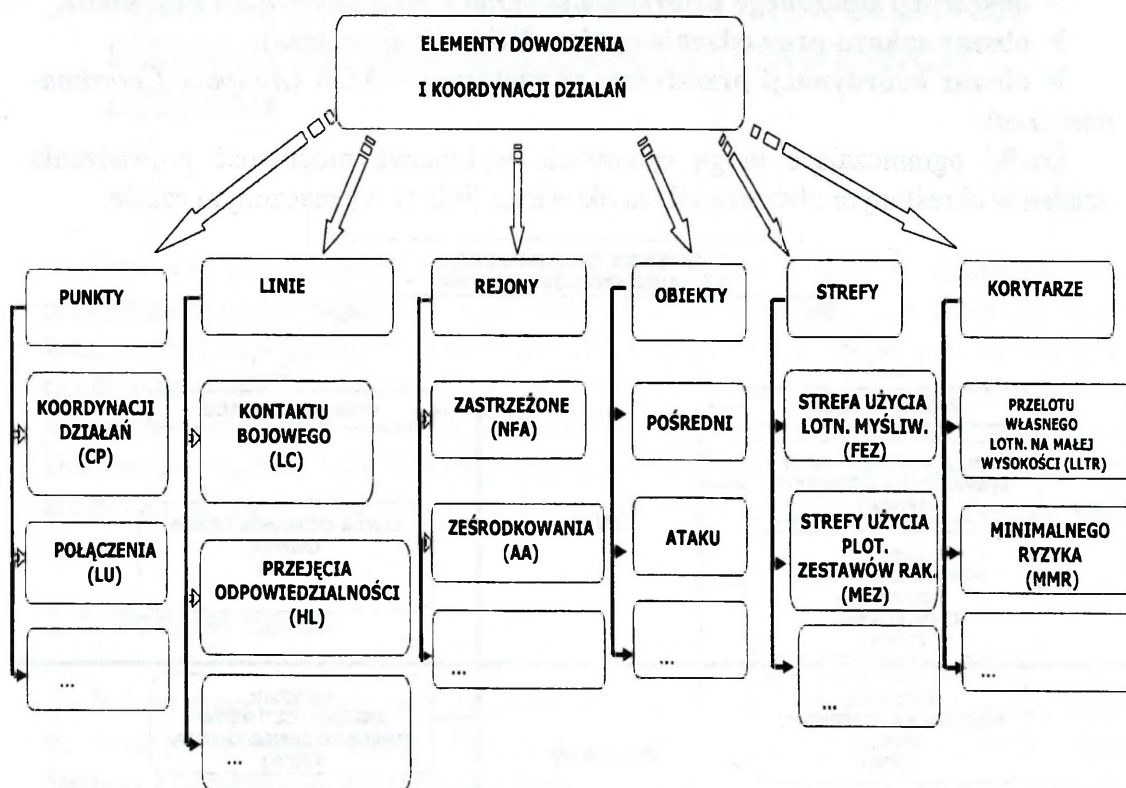 ELEMENTY DOWODZENIA
I KOORDYNACJI DZIAŁAŃ
PUNKTY
KOORDYNACJI
DZIAŁAŃ
(CP)
POŁĄCZENIA
(LU)
...
LINIE
KONTAKTU
BOJOWEGO
(LC)
PRZEJĘCIA
ODPOWIEDZIALNOŚCI
(HL)
...
REJONY
ZASTRZEŻONE
(NFA)
ZEŚRODKOWANIA
(AA)
...
OBIEKTY
POŚREDNI
ATAKU
...
STREFY
STREFA UŻYCIA
LOTN. MYŚLIW.
(FEZ)
STREFY UŻYCIA
PLOT.
ZESTAWÓW RAK.
(MEZ)
...
KORYTARZE
PRZELOTU
WŁASNEGO
LOTN. NA MAŁEJ
WYSOKOŚCI (LLTR)
MINIMALNEGO
RYZYKA
(MMR)
...